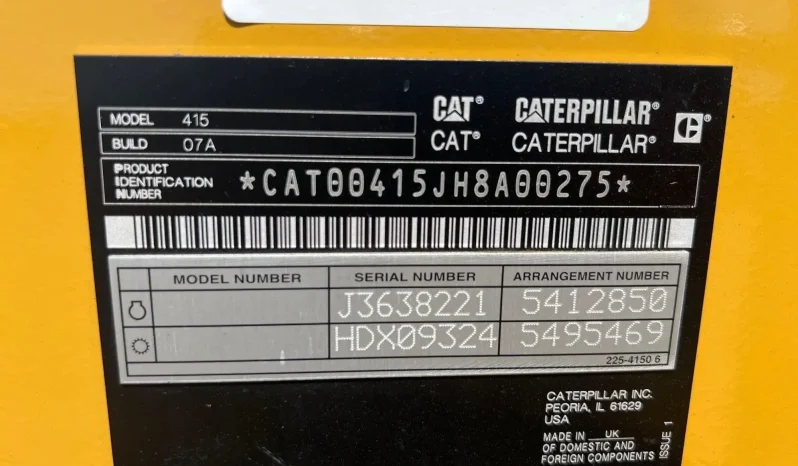 CAT® CATERPILLAR®
MODEL 415
BUILD 07A
CAT® CATERPILLAR®
C
PRODUCT
IDENTIFICATION
NUMBER
*CAT00415JH8A00275*
MODEL NUMBER SERIAL NUMBER ARRANGEMENT NUMBER
J3638221 5412850
HDX09324 5495469
225-4150 6
CATERPILLAR INC.
PEORIA, IL 61629
USA
MADE IN UK
OF DOMESTIC AND
FOREIGN COMPONENTS
ISSUE 1